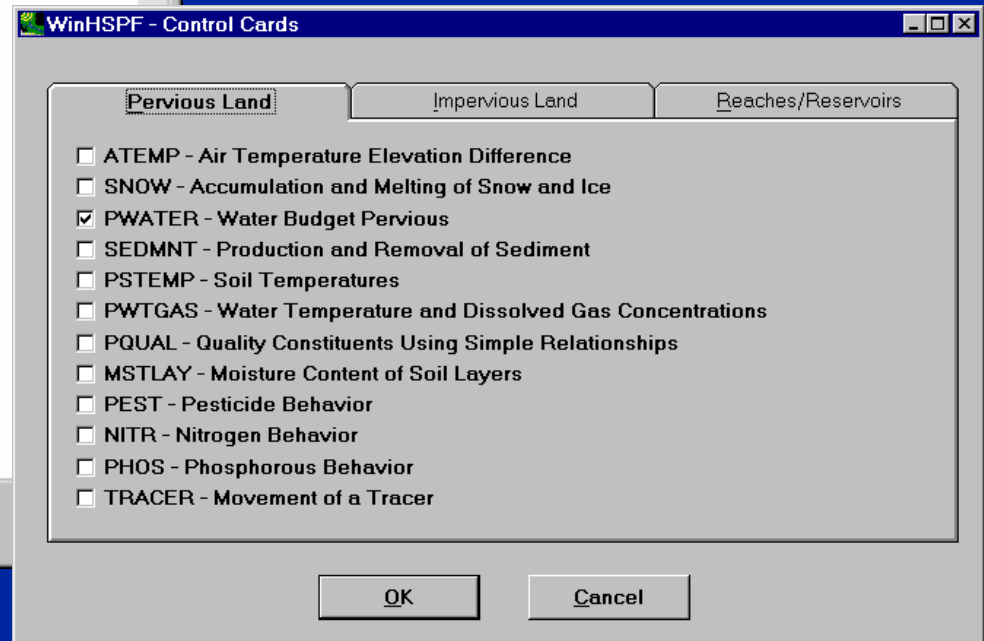 WinHSPF - Control Cards
Pervious Land Impervious Land Reaches/Reservoirs
ATEMP - Air Temperature Elevation Difference
SNOW - Accumulation and Melting of Snow and Ice
PWATER - Water Budget Pervious
SEDMNT - Production and Removal of Sediment
PSTEMP - Soil Temperatures
PWTGAS - Water Temperature and Dissolved Gas Concentrations
PQUAL - Quality Constituents Using Simple Relationships
MSTLAY - Moisture Content of Soil Layers
PEST - Pesticide Behavior
NITR - Nitrogen Behavior
PHOS - Phosphorous Behavior
TRACER - Movement of a Tracer
OK Cancel